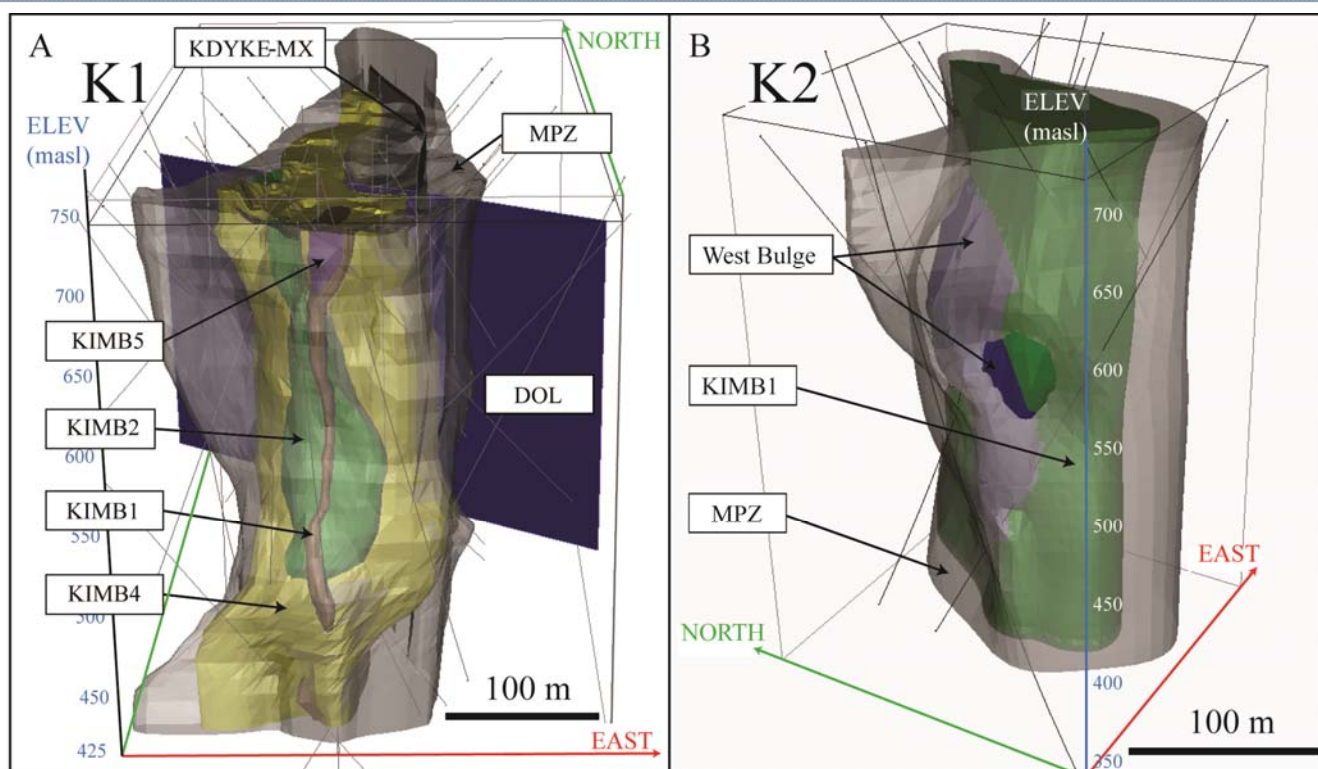 A
K1
KDYKE-MX
NORTH
MPZ
ELEV
(masl)
750
700
KIMB5
650
DOL
KIMB2
600
KIMB1
550
KIMB4
500
450
100 m
425
EAST
B
K2
ELEV
(masl)
700
West Bulge
650
600
KIMB1
550
MPZ
500
EAST
450
NORTH
400
100 m
350